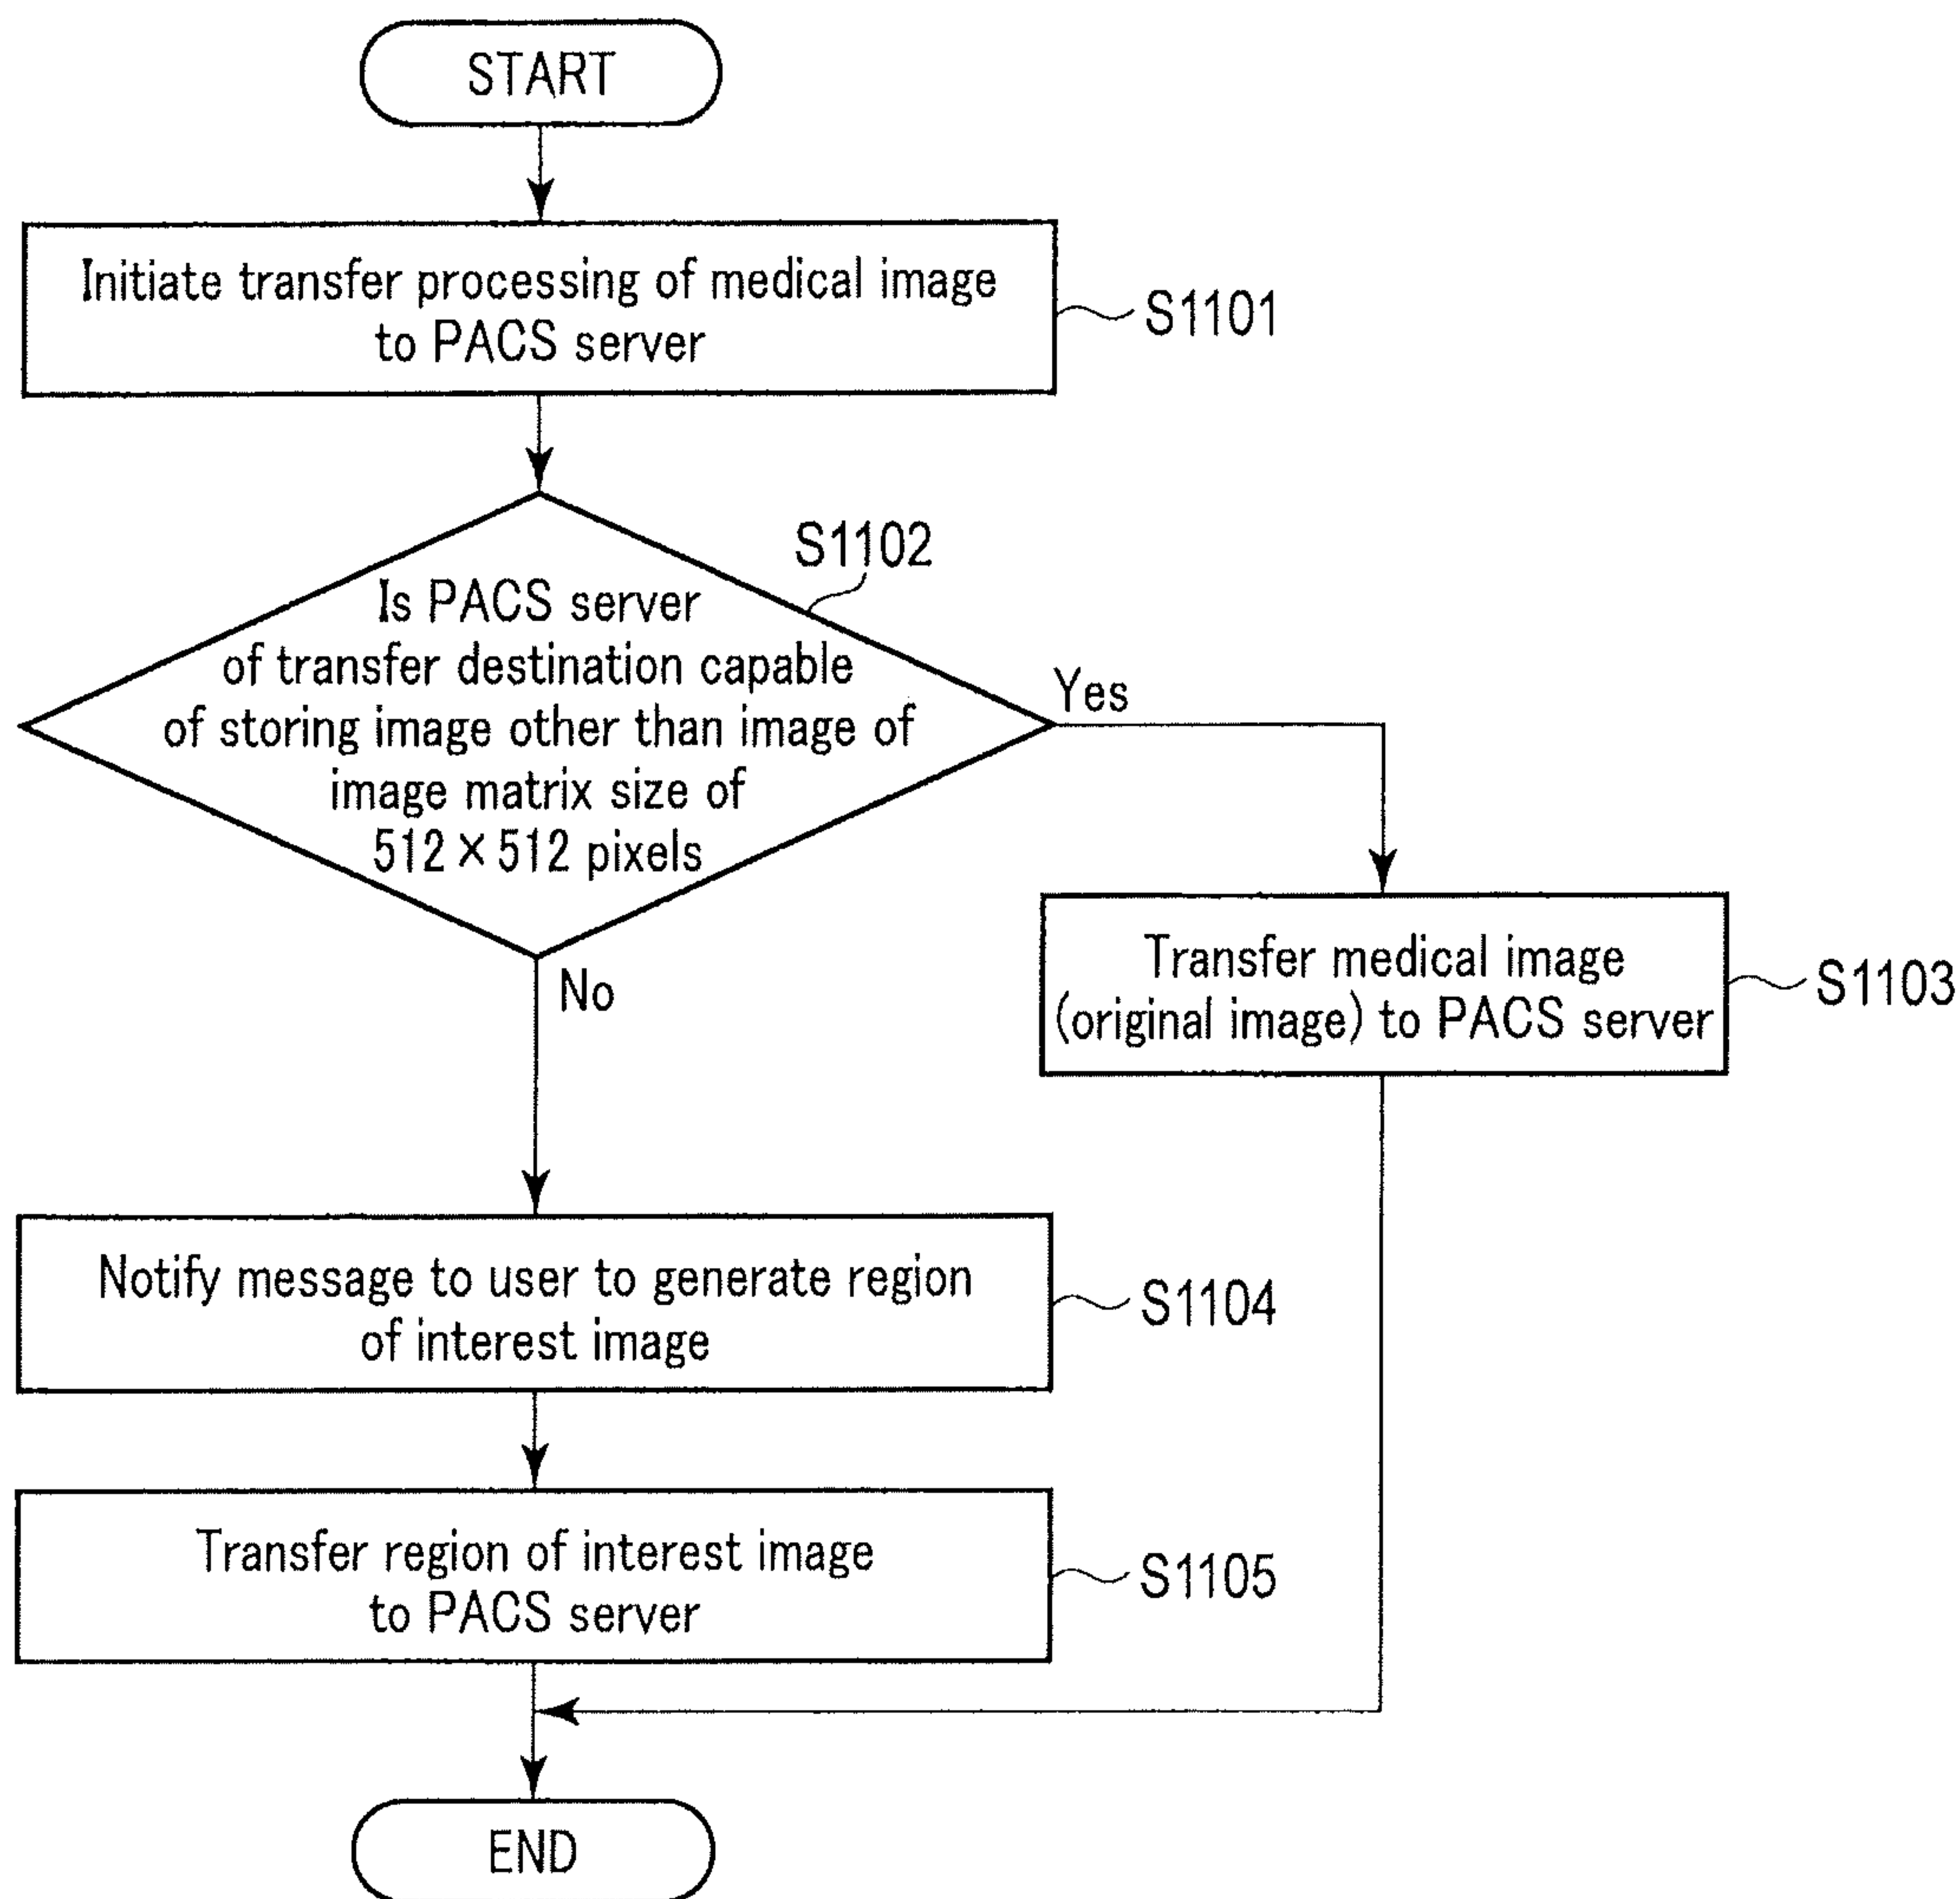 START
Initiate transfer processing of medical image
to PACS server
S1101
S1102
Is PACS server
of transfer destination capable
of storing image other than image of
image matrix size of
512×512 pixels
Yes
No
Transfer medical image
(original image) to PACS server
S1103
Notify message to user to generate region
of interest image
S1104
Transfer region of interest image
to PACS server
S1105
END